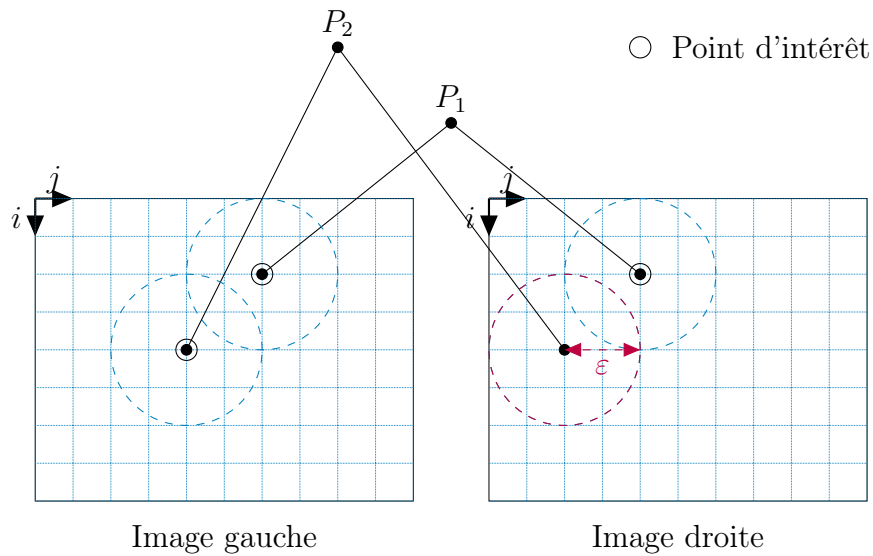 P₂
Point d'intérêt
P₁
j
i
j
i
ε
Image gauche
Image droite